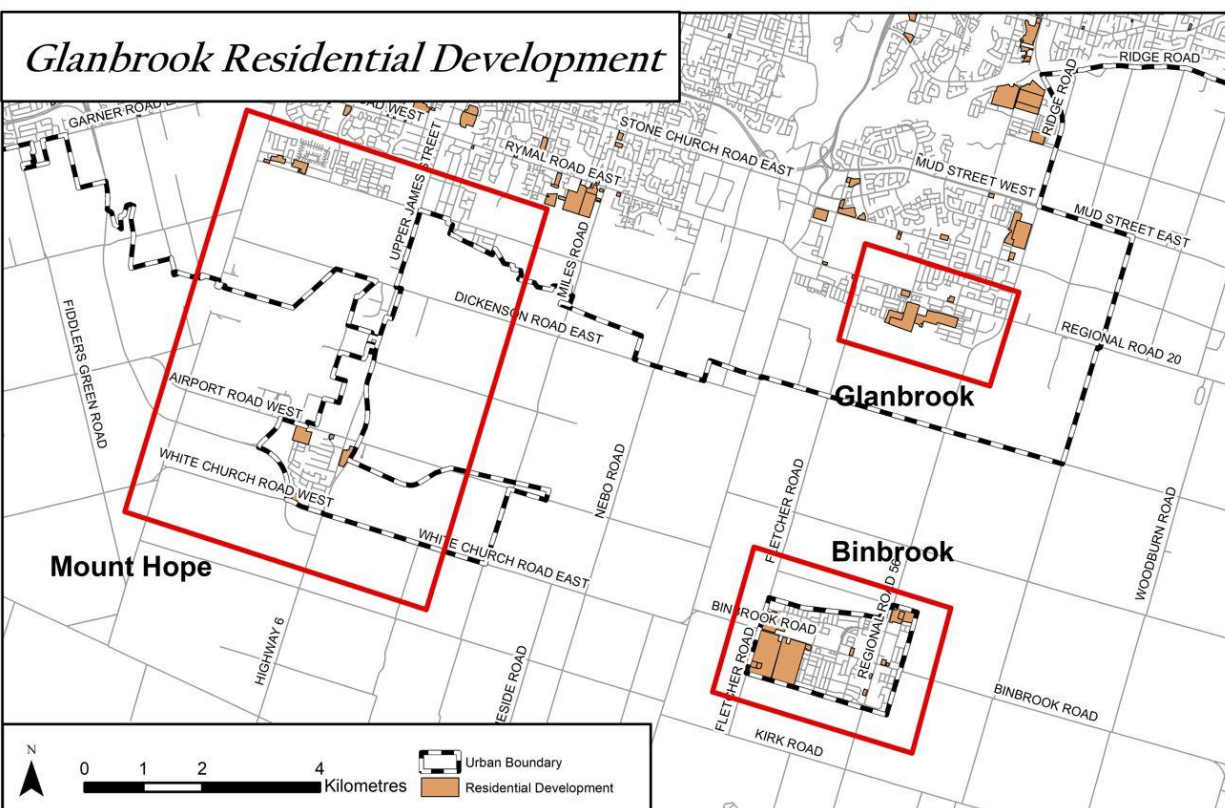 Glanbrook Residential Development
RIDGE ROAD
GARNER ROAD E
AD WEST
STONE CHURCH ROAD EAST
RIDGE ROAD
RYMAL ROAD EAST
MUD STREET WEST
UPPER JAMES STREET
MUD STREET EAST
MILES ROAD
FIDDLERS GREEN ROAD
DICKENSON ROAD EAST
REGIONAL ROAD 20
AIRPORT ROAD WEST
Glanbrook
WHITE CHURCH ROAD WEST
NEBO ROAD
FLETCHER ROAD
WOODBURN ROAD
WHITE CHURCH ROAD EAST
Binbrook
Mount Hope
REGIONAL ROAD 56
BINBROOK ROAD
HIGHWAY 6
FLETCHER ROAD
BINBROOK ROAD
ESIDE ROAD
KIRK ROAD
N
0 1 2 4
Kilometres
Urban Boundary
Residential Development